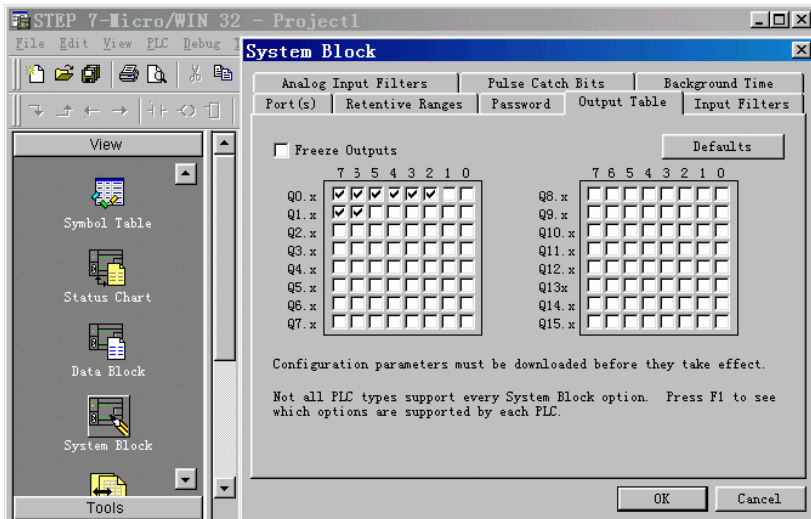 STEP 7-Micro/WIN 32 - Project1
File Edit View PLC Debug
System Block
Analog Input Filters Pulse Catch Bits Background Time
Port(s) Retentive Ranges Password Output Table Input Filters
View
Freeze Outputs Defaults
7 6 5 4 3 2 1 0 7 6 5 4 3 2 1 0
Q0.x Q8.x
Q1.x Q9.x
Q2.x Q10.x
Q3.x Q11.x
Q4.x Q12.x
Q5.x Q13x
Q6.x Q14.x
Q7.x Q15.x
Symbol Table
Status Chart
Data Block
System Block
Configuration parameters must be downloaded before they take effect.
Not all PLC types support every System Block option. Press F1 to see
which options are supported by each PLC.
Tools
OK Cancel